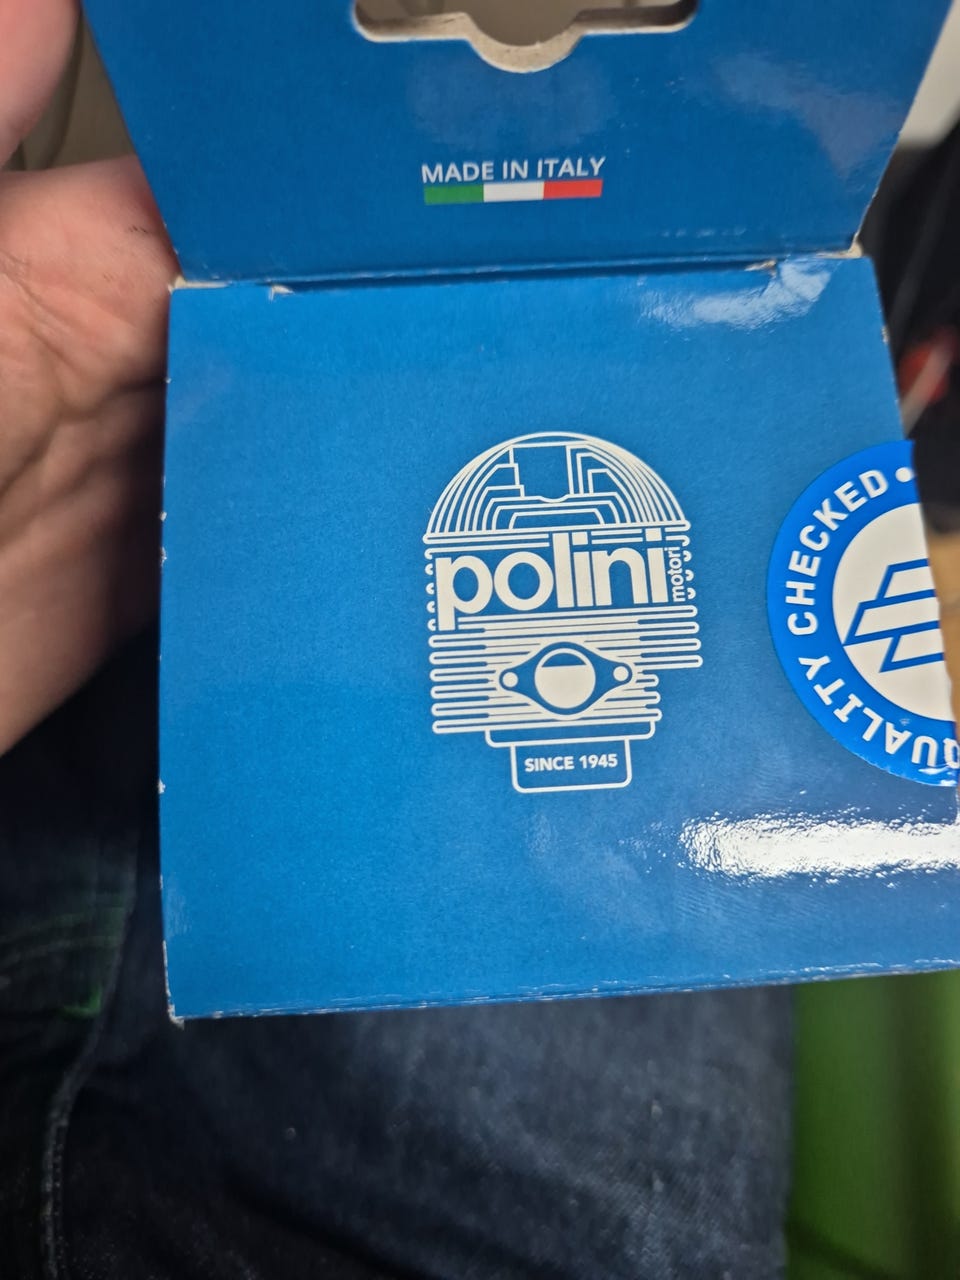 MADE IN ITALY
polini
motori
SINCE 1945
QUALITY CHECKED